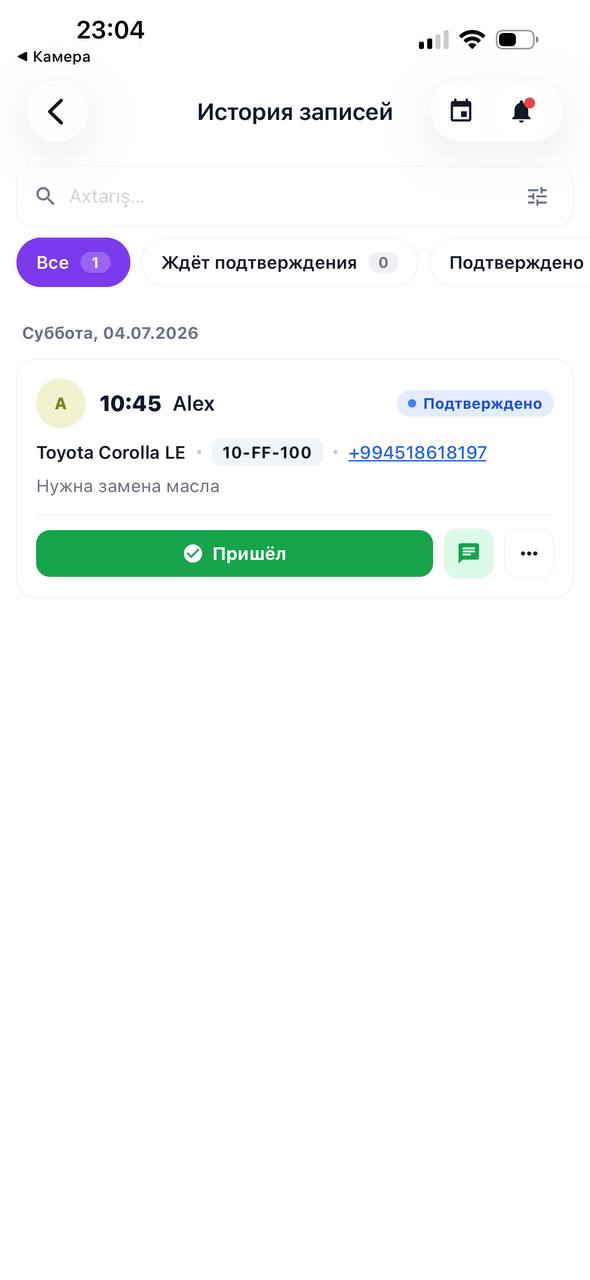 23:04
◀ Камера
История записей
Axtarış...
Все 1 Ждёт подтверждения 0 Подтверждено
Суббота, 04.07.2026
A 10:45 Alex Подтверждено
Toyota Corolla LE • 10-FF-100 • +994518618197
Нужна замена масла
Пришёл